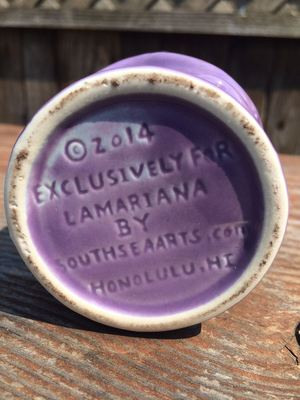 ©2014
EXCLUSIVELY FOR
LAMARIANA
BY
SOUTHSEAARTS.com
HONOLULU, HI